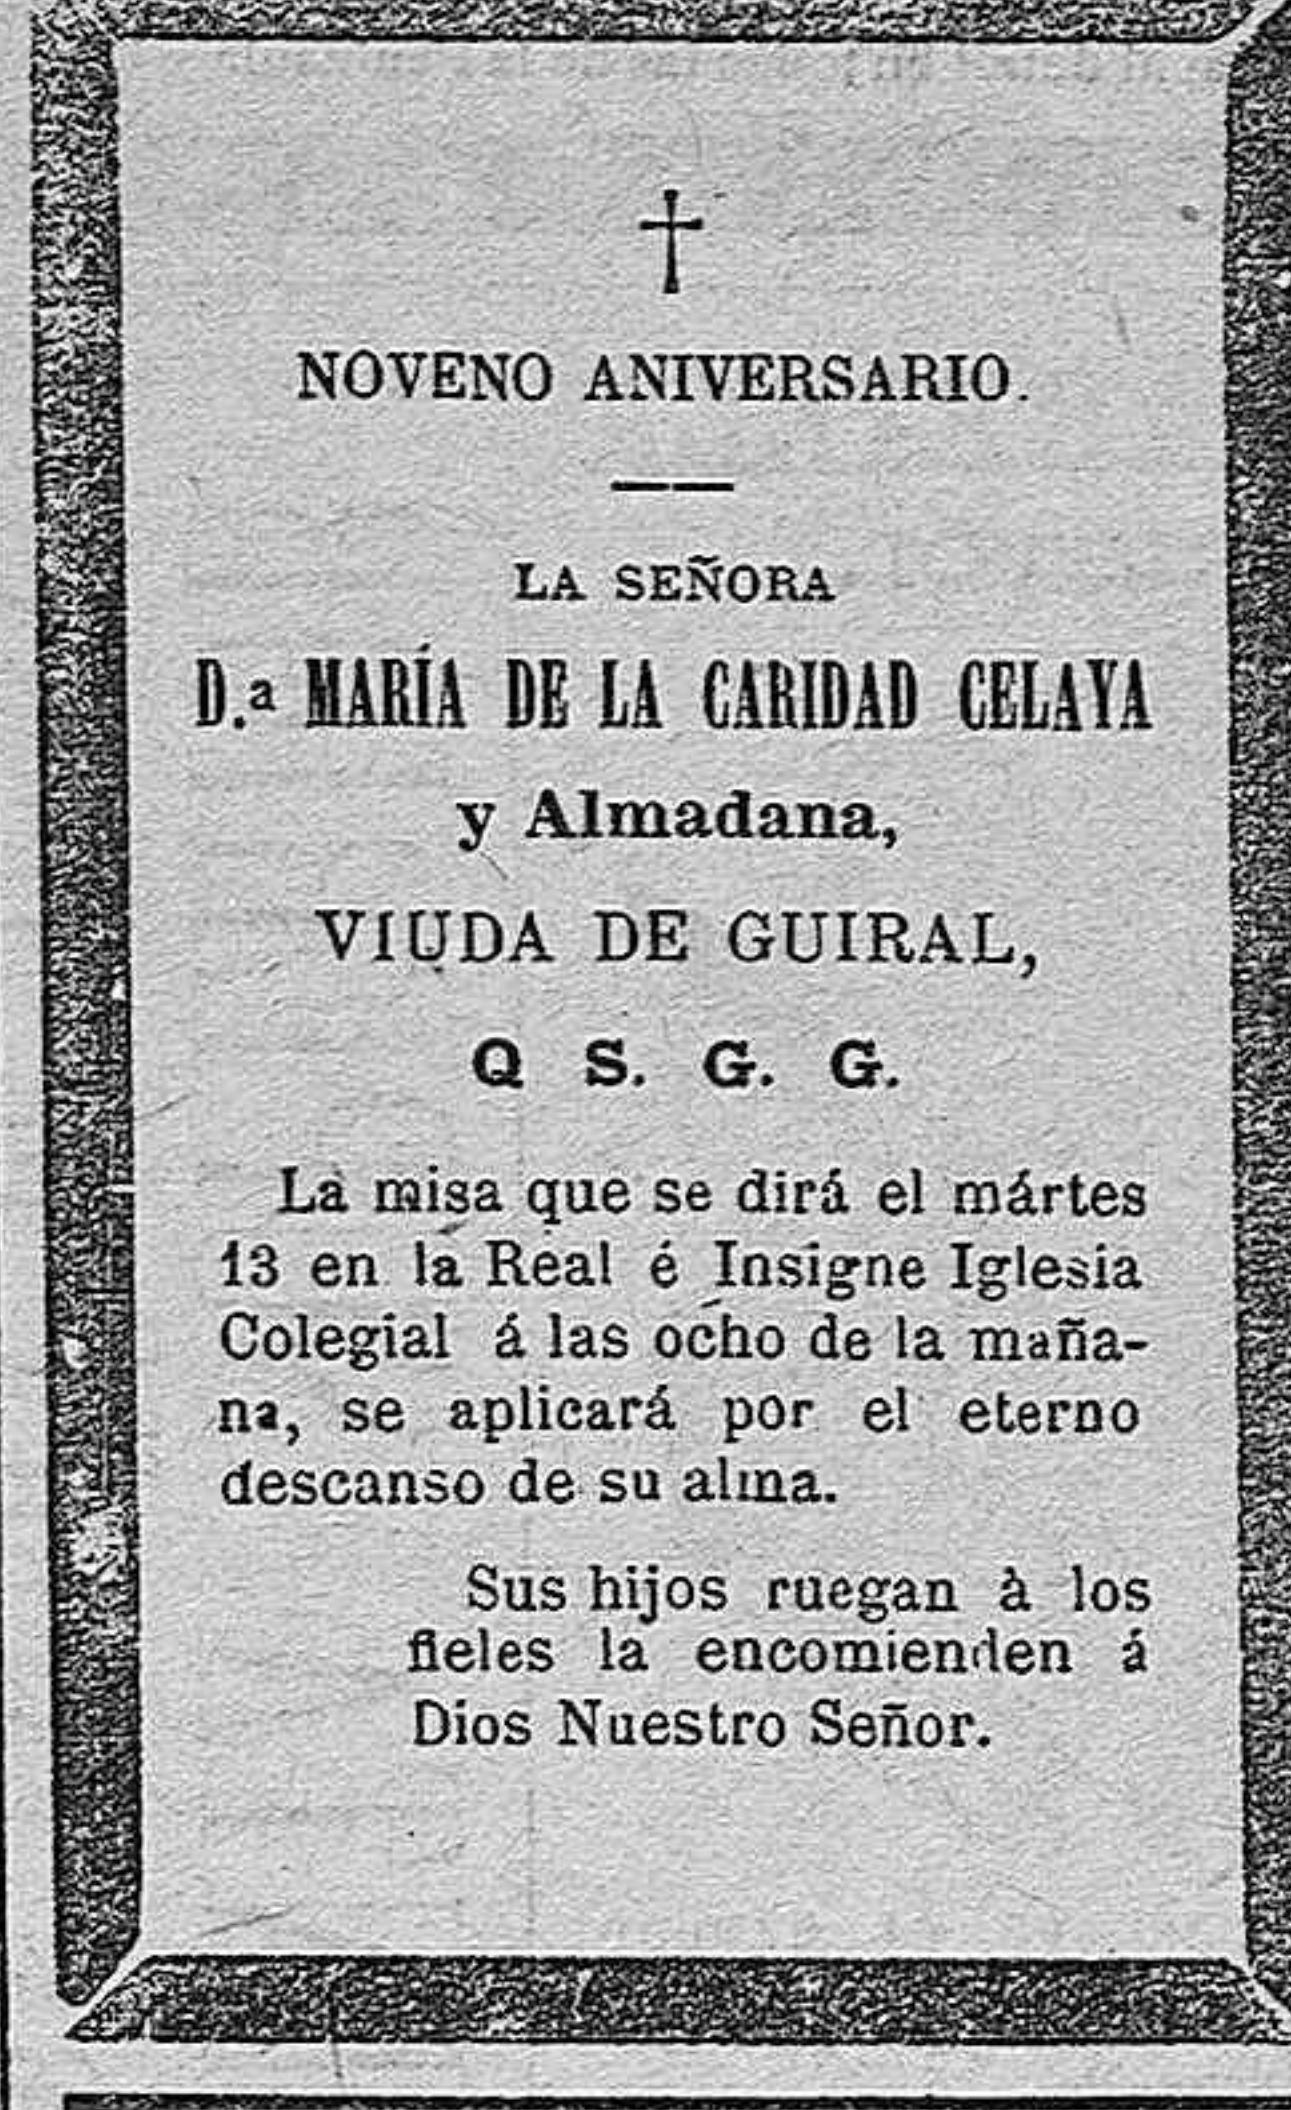 NOVENO ANIVERSARIO.
LA SEÑORA
D.ª MARÍA DE LA CARIDAD CELAYA
y Almadana,
VIUDA DE GUIRAL,
Q S. G. G.
La misa que se dirá el mártes
13 en la Real é Insigne Iglesia
Colegial á las ocho de la maña-
na, se aplicará por el eterno
descanso de su alma.
Sus hijos ruegan à los
fieles la encomienden á
Dios Nuestro Señor.